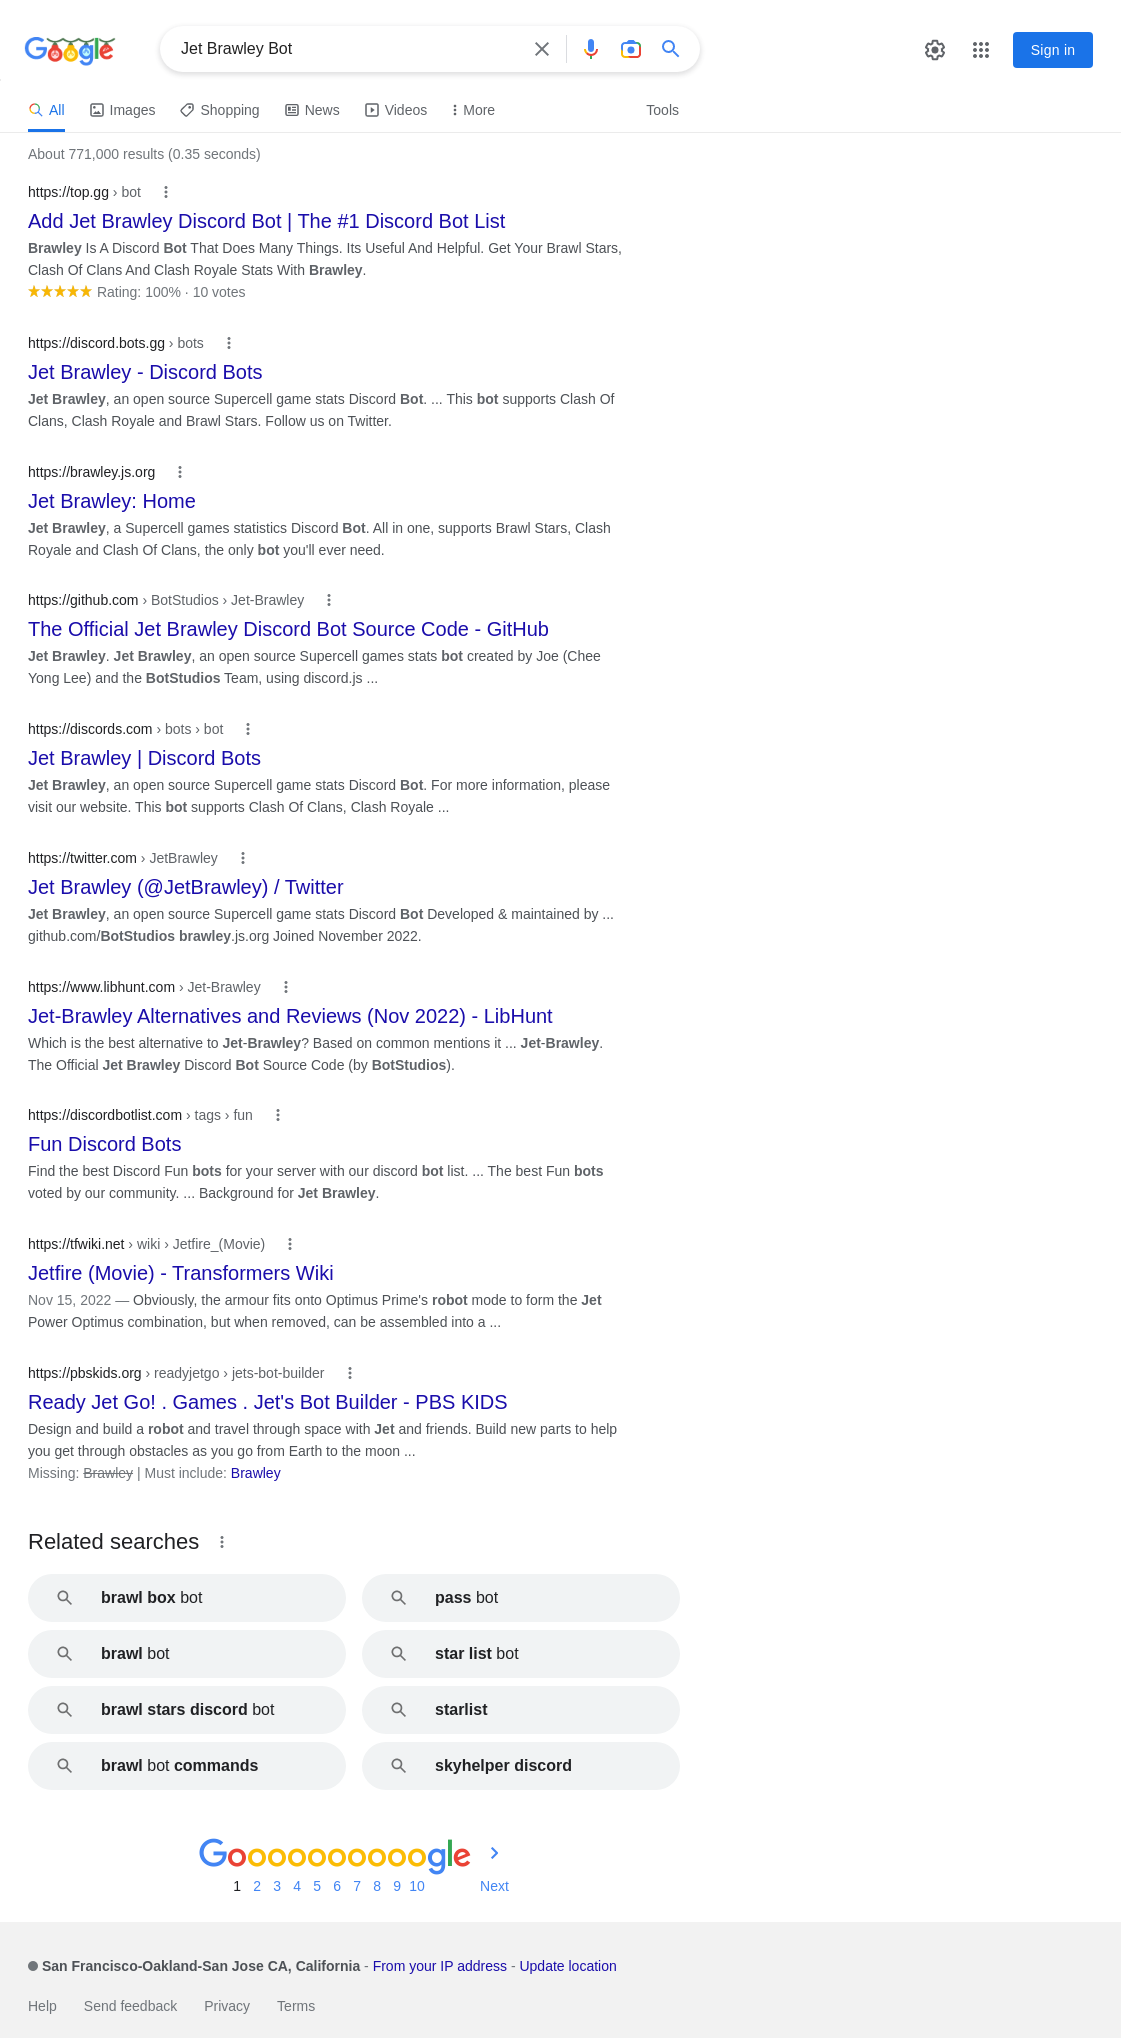 Google
Jet Brawley Bot
Sign in
All Images Shopping News Videos More Tools
About 771,000 results (0.35 seconds)
https://top.gg › bot
Add Jet Brawley Discord Bot | The #1 Discord Bot List
Brawley Is A Discord Bot That Does Many Things. Its Useful And Helpful. Get Your Brawl Stars,
Clash Of Clans And Clash Royale Stats With Brawley.
Rating: 100% · 10 votes
https://discord.bots.gg › bots
Jet Brawley - Discord Bots
Jet Brawley, an open source Supercell game stats Discord Bot. ... This bot supports Clash Of
Clans, Clash Royale and Brawl Stars. Follow us on Twitter.
https://brawley.js.org
Jet Brawley: Home
Jet Brawley, a Supercell games statistics Discord Bot. All in one, supports Brawl Stars, Clash
Royale and Clash Of Clans, the only bot you'll ever need.
https://github.com › BotStudios › Jet-Brawley
The Official Jet Brawley Discord Bot Source Code - GitHub
Jet Brawley. Jet Brawley, an open source Supercell games stats bot created by Joe (Chee
Yong Lee) and the BotStudios Team, using discord.js ...
https://discords.com › bots › bot
Jet Brawley | Discord Bots
Jet Brawley, an open source Supercell game stats Discord Bot. For more information, please
visit our website. This bot supports Clash Of Clans, Clash Royale ...
https://twitter.com › JetBrawley
Jet Brawley (@JetBrawley) / Twitter
Jet Brawley, an open source Supercell game stats Discord Bot Developed & maintained by ...
github.com/BotStudios brawley.js.org Joined November 2022.
https://www.libhunt.com › Jet-Brawley
Jet-Brawley Alternatives and Reviews (Nov 2022) - LibHunt
Which is the best alternative to Jet-Brawley? Based on common mentions it ... Jet-Brawley.
The Official Jet Brawley Discord Bot Source Code (by BotStudios).
https://discordbotlist.com › tags › fun
Fun Discord Bots
Find the best Discord Fun bots for your server with our discord bot list. ... The best Fun bots
voted by our community. ... Background for Jet Brawley.
https://tfwiki.net › wiki › Jetfire_(Movie)
Jetfire (Movie) - Transformers Wiki
Nov 15, 2022 — Obviously, the armour fits onto Optimus Prime's robot mode to form the Jet
Power Optimus combination, but when removed, can be assembled into a ...
https://pbskids.org › readyjetgo › jets-bot-builder
Ready Jet Go! . Games . Jet's Bot Builder - PBS KIDS
Design and build a robot and travel through space with Jet and friends. Build new parts to help
you get through obstacles as you go from Earth to the moon ...
Missing: Brawley | Must include: Brawley
Related searches
brawl box bot
pass bot
brawl bot
star list bot
brawl stars discord bot
starlist
brawl bot commands
skyhelper discord
Goooooooooogle
1 2 3 4 5 6 7 8 9 10 Next
San Francisco-Oakland-San Jose CA, California - From your IP address - Update location
Help Send feedback Privacy Terms